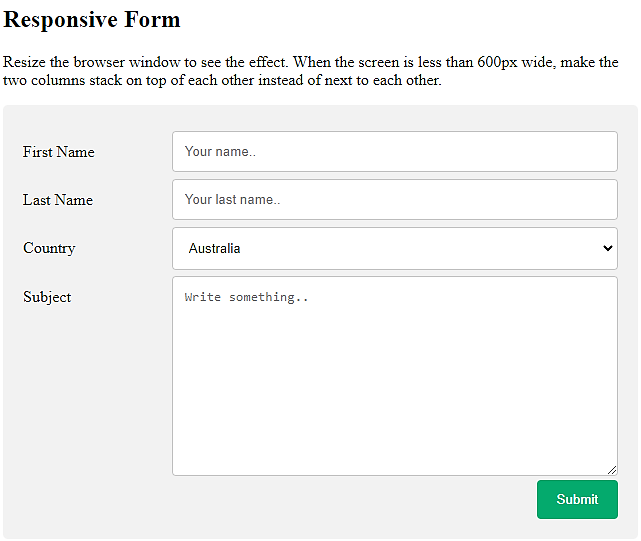 Responsive Form
Resize the browser window to see the effect. When the screen is less than 600px wide, make the
two columns stack on top of each other instead of next to each other.
First Name
Your name..
Last Name
Your last name..
Country
Australia
Subject
Write something..
Submit